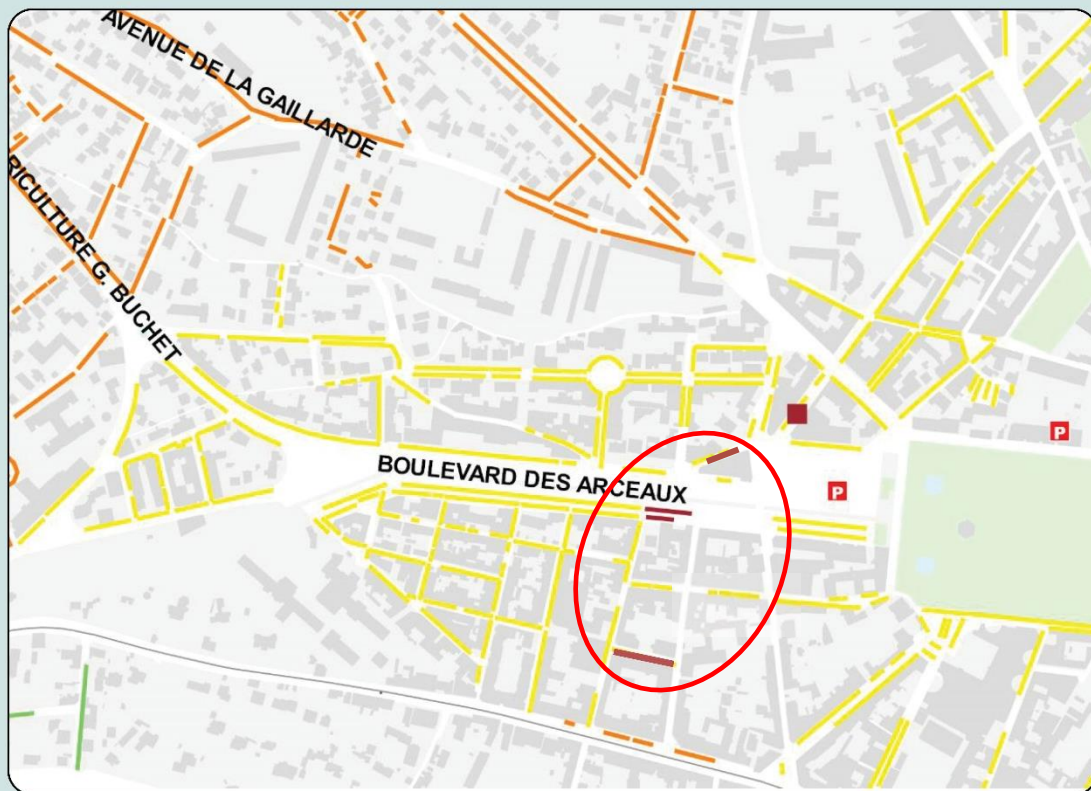 AVENUE DE LA GAILLARDE
RICULTURE G. BUCHET
BOULEVARD DES ARCEAUX
P
P